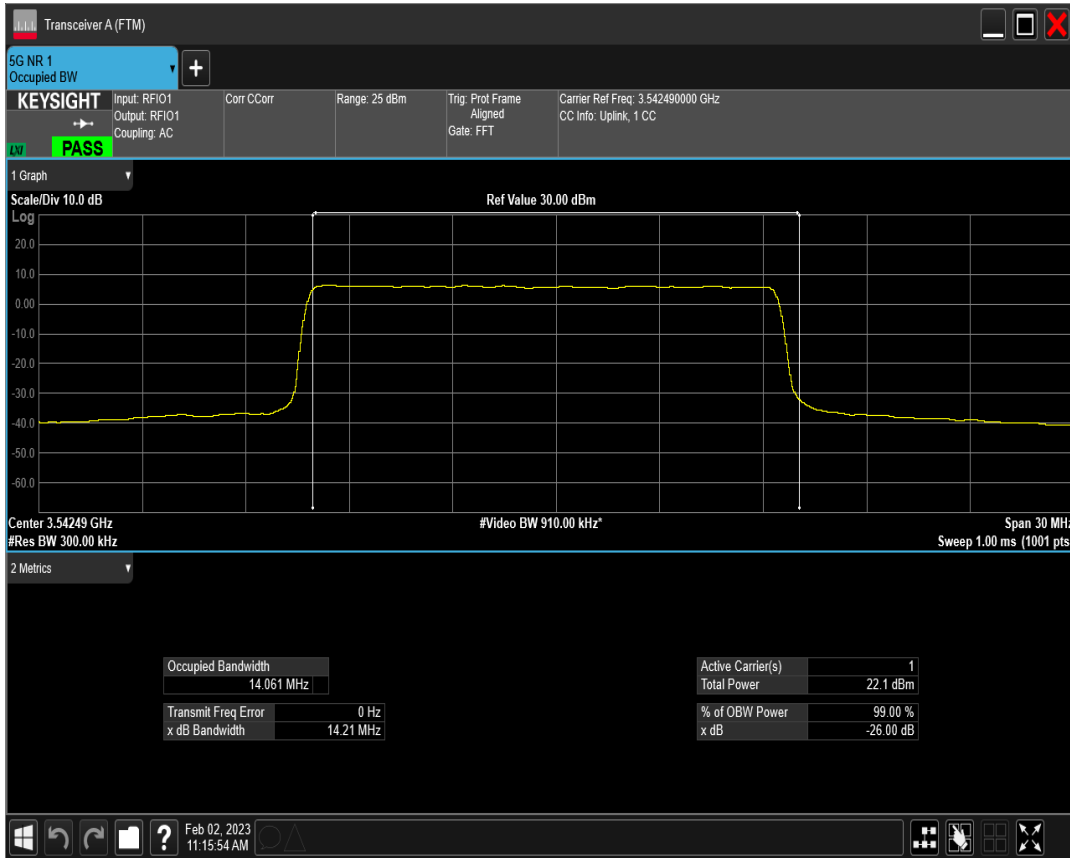 Transceiver A (FTM)
5G NR 1
Occupied BW
+
KEYSIGHT
Input: RFIO1
Output: RFIO1
Coupling: AC
Corr CCorr
Range: 25 dBm
Trig: Prot Frame
Aligned
Gate: FFT
Carrier Ref Freq: 3.542490000 GHz
CC Info: Uplink, 1 CC
LXI
PASS
1 Graph
Scale/Div 10.0 dB
Ref Value 30.00 dBm
Log
20.0
10.0
0.00
-10.0
-20.0
-30.0
-40.0
-50.0
-60.0
Center 3.54249 GHz
#Video BW 910.00 kHz*
Span 30 MHz
#Res BW 300.00 kHz
Sweep 1.00 ms (1001 pts
2 Metrics
Occupied Bandwidth
14.061 MHz
Transmit Freq Error 0 Hz
x dB Bandwidth 14.21 MHz
Active Carrier(s) 1
Total Power 22.1 dBm
% of OBW Power 99.00 %
x dB -26.00 dB
?
Feb 02, 2023
11:15:54 AM